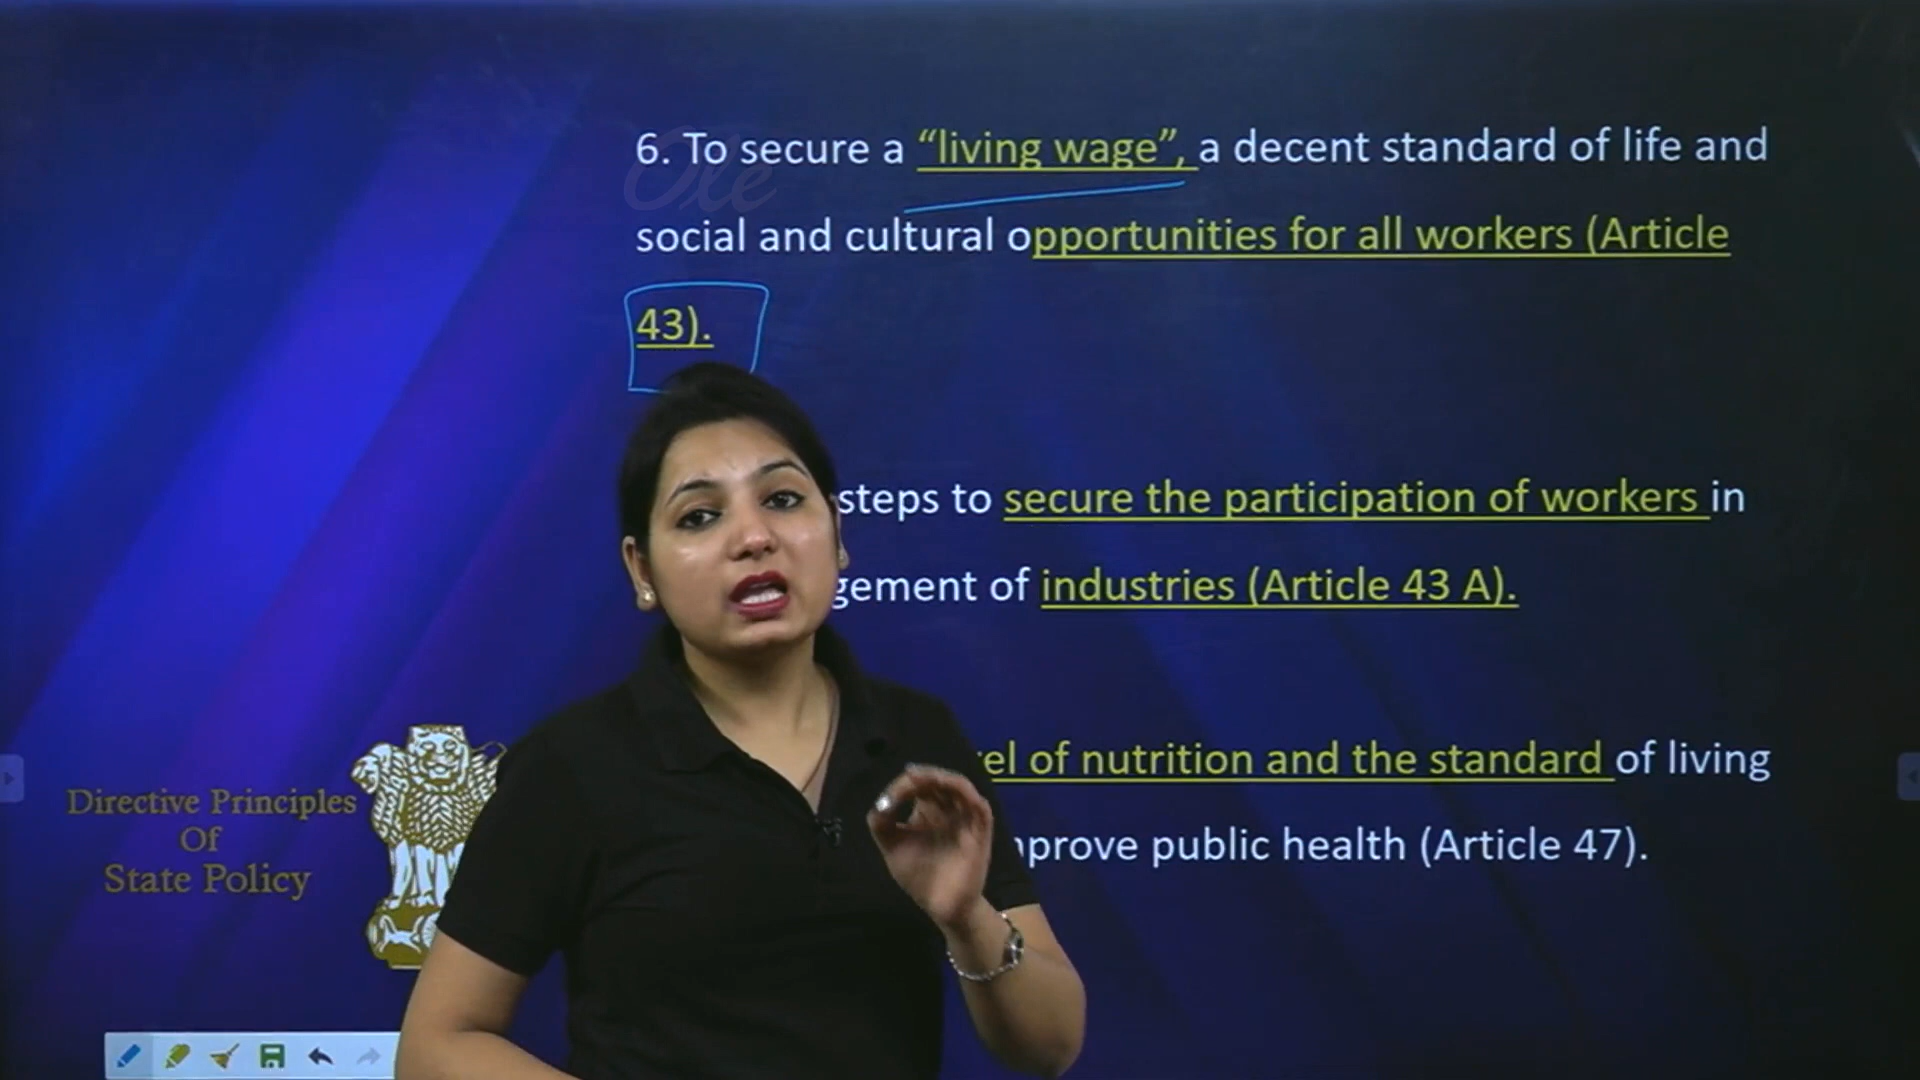 6. To secure a “living wage”, a decent standard of life and
social and cultural opportunities for all workers (Article
43).
steps to secure the participation of workers in
gement of industries (Article 43 A).
of nutrition and the standard of living
public health (Article 47).
Directive Principles
Of
State Policy